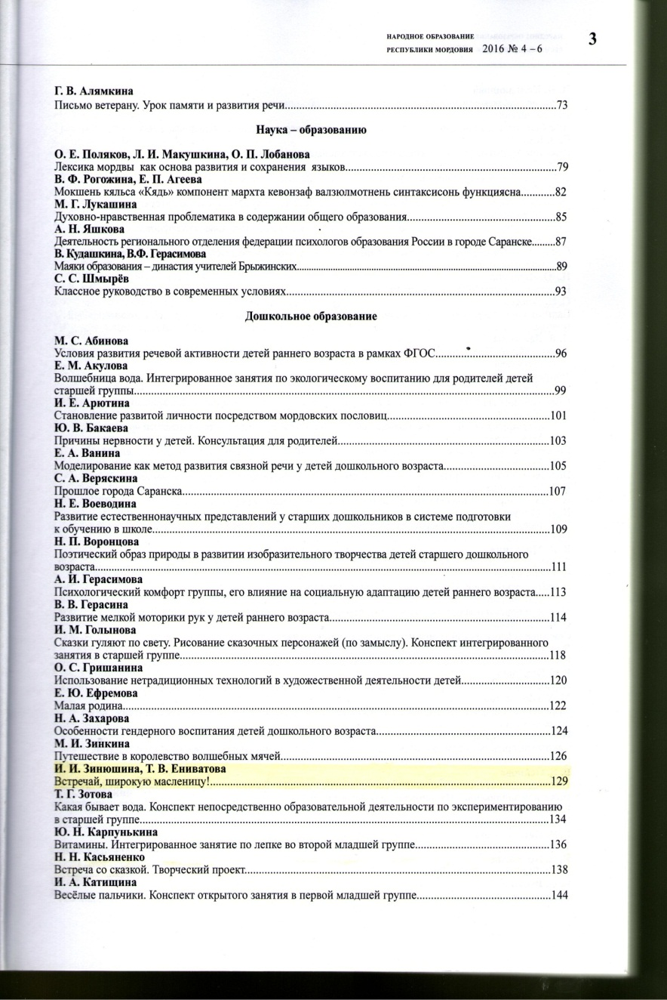 НАРОДНОЕ ОБРАЗОВАНИЕ
РЕСПУБЛИКИ МОРДОВИЯ 2016 № 4 – 6
3
Г. В. Алямкина
Письмо ветерану. Урок памяти и развития речи....73
Наука – образованию
О. Е. Поляков, Л. И. Макушкина, О. П. Лобанова
Лексика мордвы как основа развития и сохранения языков....79
В. Ф. Рогожина, Е. П. Агеева
Мокшень кяльса «Кядь» компонент мархта кевонзаф валзюлмотнень синтаксисонь функциясна....82
М. Г. Лукашина
Духовно-нравственная проблематика в содержании общего образования....85
А. Н. Яшкова
Деятельность регионального отделения федерации психологов образования России в городе Саранске....87
В. Кудашкина, В.Ф. Герасимова
Маяки образования – династия учителей Брыжинских....89
С. С. Шмырёв
Классное руководство в современных условиях....93
Дошкольное образование
М. С. Абинова
Условия развития речевой активности детей раннего возраста в рамках ФГОС....96
Е. М. Акулова
Волшебница вода. Интегрированное занятия по экологическому воспитанию для родителей детей
старшей группы....99
И. Е. Арютина
Становление развитой личности посредством мордовских пословиц....101
Ю. В. Бакаева
Причины нервности у детей. Консультация для родителей....103
Е. А. Ванина
Моделирование как метод развития связной речи у детей дошкольного возраста....105
С. А. Веряскина
Прошлое города Саранска....107
Н. Е. Воеводина
Развитие естественнонаучных представлений у старших дошкольников в системе подготовки
к обучению в школе....109
Н. П. Воронцова
Поэтический образ природы в развитии изобразительного творчества детей старшего дошкольного
возраста....111
А. И. Герасимова
Психологический комфорт группы, его влияние на социальную адаптацию детей раннего возраста....113
В. В. Герасина
Развитие мелкой моторики рук у детей раннего возраста....114
И. М. Голынова
Сказки гуляют по свету. Рисование сказочных персонажей (по замыслу). Конспект интегрированного
занятия в старшей группе....118
О. С. Гришанина
Использование нетрадиционных технологий в художественной деятельности детей....120
Е. Ю. Ефремова
Малая родина....122
Н. А. Захарова
Особенности гендерного воспитания детей дошкольного возраста....124
М. И. Зинкина
Путешествие в королевство волшебных мячей....126
И. И. Зинюшина, Т. В. Ениватова
Встречай, широкую масленицу!....129
Т. Г. Зотова
Какая бывает вода. Конспект непосредственно образовательной деятельности по экспериментированию
в старшей группе....134
Ю. Н. Карпунькина
Витамины. Интегрированное занятие по лепке во второй младшей группе....136
Н. Н. Касьяненко
Встреча со сказкой. Творческий проект....138
И. А. Катищина
Весёлые пальчики. Конспект открытого занятия в первой младшей группе....144